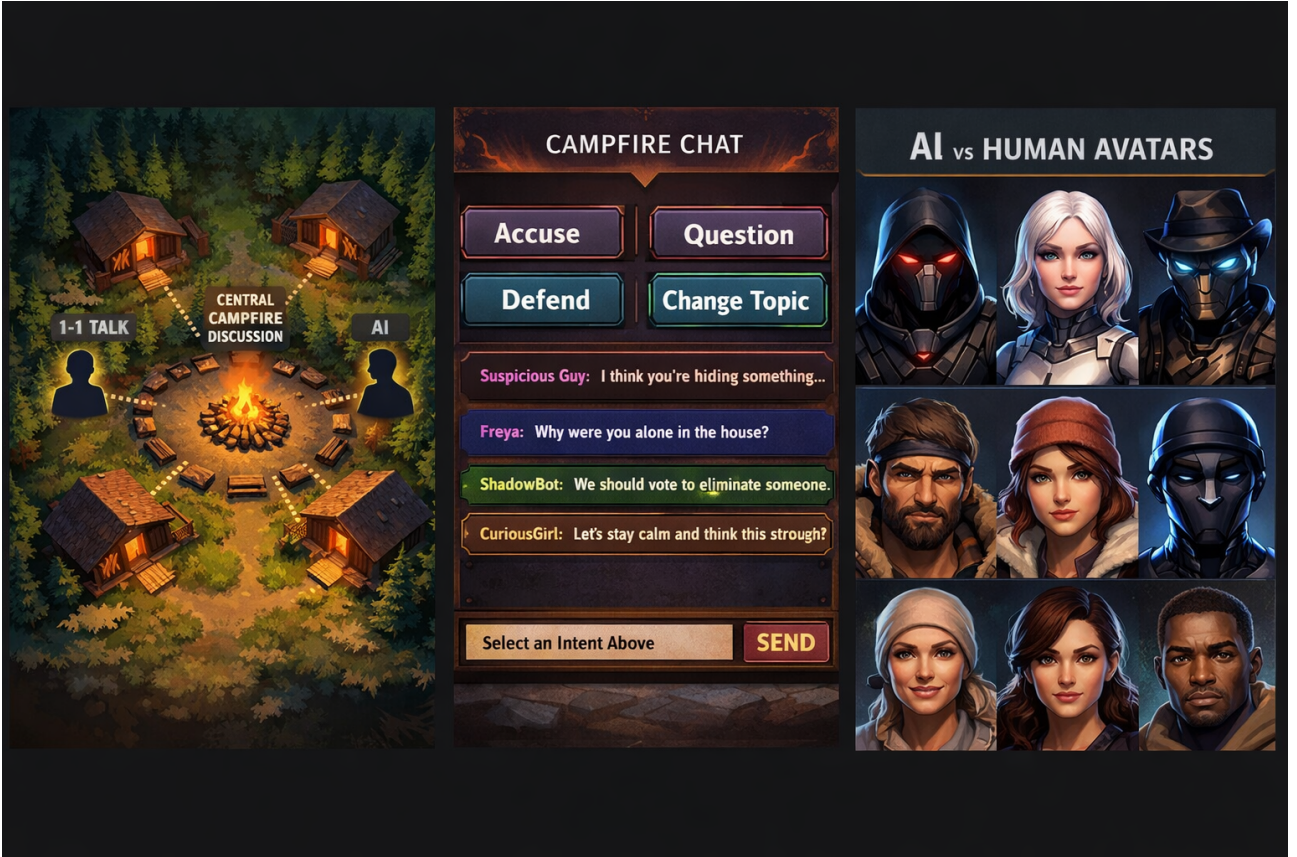 CENTRAL
CAMPFIRE
DISCUSSION
1-1 TALK
AI
CAMPFIRE CHAT
Accuse
Question
Defend
Change Topic
Suspicious Guy: I think you're hiding something...
Freya: Why were you alone in the house?
ShadowBot: We should vote to eliminate someone.
CuriousGirl: Let's stay calm and think this strough?
Select an Intent Above
SEND
AI vs HUMAN AVATARS